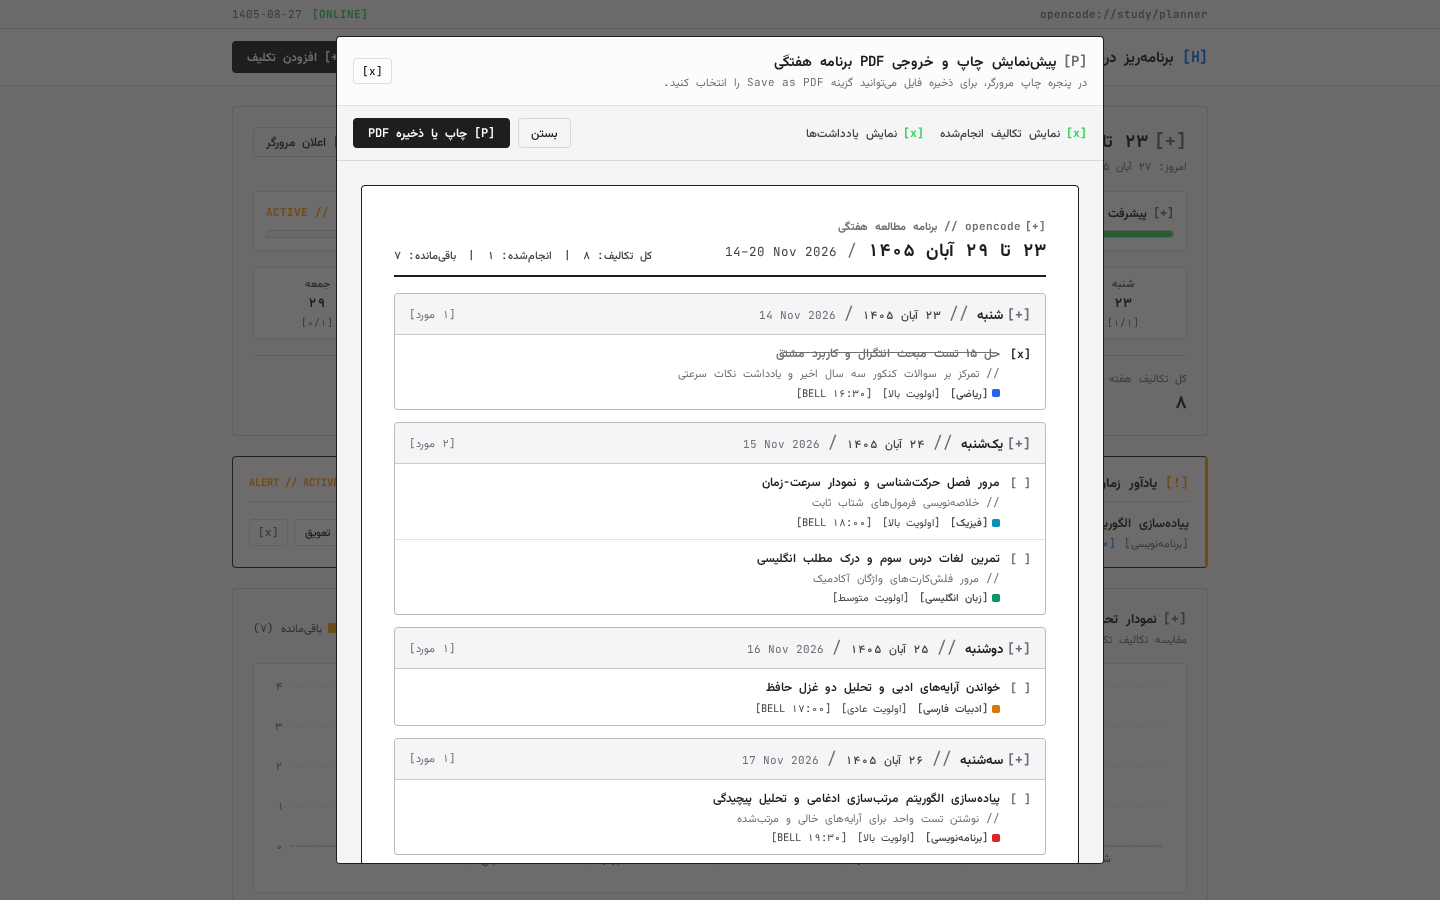 opencode://study/planner
[ONLINE] 1405-08-27
[H] برنامه‌ریز در
[+] افزودن تکلیف
[P] پیش‌نمایش چاپ و خروجی PDF برنامه هفتگی
در پنجره چاپ مرورگر، برای ذخیره فایل می‌توانید گزینه Save as PDF را انتخاب کنید.
[x]
[x] نمایش تکالیف انجام‌شده
[x] نمایش یادداشت‌ها
بستن
[P] چاپ یا ذخیره PDF
[+] opencode // برنامه مطالعه هفتگی
۲۳ تا ۲۹ آبان ۱۴۰۵ / 14–20 Nov 2026
کل تکالیف: ۸ | انجام‌شده: ۱ | باقی‌مانده: ۷
[+] شنبه // ۲۳ آبان ۱۴۰۵ / 14 Nov 2026
[۱ مورد]
[x] حل ۱۵ تست مبحث انتگرال و کاربرد مشتق
// تمرکز بر سوالات کنکور سه سال اخیر و یادداشت نکات سرعتی
[ریاضی] [اولویت بالا] [BELL ۱۶:۳۰]
[+] یک‌شنبه // ۲۴ آبان ۱۴۰۵ / 15 Nov 2026
[۲ مورد]
[ ] مرور فصل حرکت‌شناسی و نمودار سرعت-زمان
// خلاصه‌نویسی فرمول‌های شتاب ثابت
[فیزیک] [اولویت بالا] [BELL ۱۸:۰۰]
[ ] تمرین لغات درس سوم و درک مطلب انگلیسی
// مرور فلش‌کارت‌های واژگان آکادمیک
[زبان انگلیسی] [اولویت متوسط]
[+] دوشنبه // ۲۵ آبان ۱۴۰۵ / 16 Nov 2026
[۱ مورد]
[ ] خواندن آرایه‌های ادبی و تحلیل دو غزل حافظ
[ادبیات فارسی] [اولویت عادی] [BELL ۱۷:۰۰]
[+] سه‌شنبه // ۲۶ آبان ۱۴۰۵ / 17 Nov 2026
[۱ مورد]
[ ] پیاده‌سازی الگوریتم مرتب‌سازی ادغامی و تحلیل پیچیدگی
// نوشتن تست واحد برای آرایه‌های خالی و مرتب‌شده
[برنامه‌نویسی] [اولویت بالا] [BELL ۱۹:۳۰]
[+] ۲۳ تا
امروز: ۲۷ آبان
اعلان مرورگر
[+] پیشرفت
ACTIVE //
شنبه
۲۳
[۱/۱]
جمعه
۲۹
[۰/۱]
کل تکالیف هفته
۸
[!] یادآور
ALERT // ACTIVE
پیاده‌سازی
[برنامه‌نویسی]
تعویق
[x]
[+] نمودار
مقایسه تکالیف
باقی‌مانده (۷)
۴
۳
۲
۱
۰